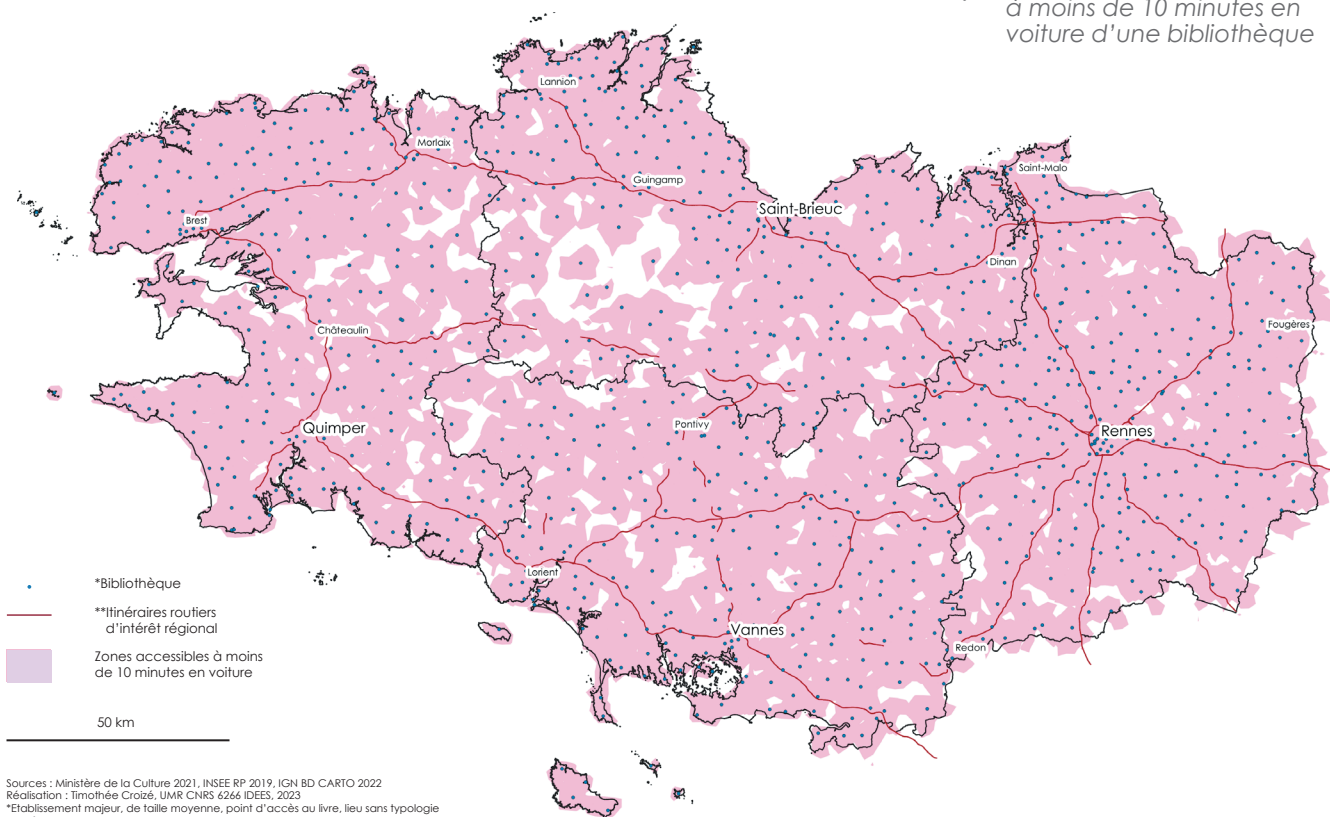 à moins de 10 minutes en
voiture d'une bibliothèque
Lannion
Morlaix
Saint-Malo
Guingamp
Saint-Brieuc
Brest
Dinan
Fougères
Châteaulin
Pontivy
Quimper
Rennes
Lorient
Vannes
Redon
*Bibliothèque
**Itinéraires routiers
d'intérêt régional
Zones accessibles à moins
de 10 minutes en voiture
50 km
Sources : Ministère de la Culture 2021, INSEE RP 2019, IGN BD CARTO 2022
Réalisation : Timothée Croizé, UMR CNRS 6266 IDEES, 2023
*Etablissement majeur, de taille moyenne, point d'accès au livre, lieu sans typologie